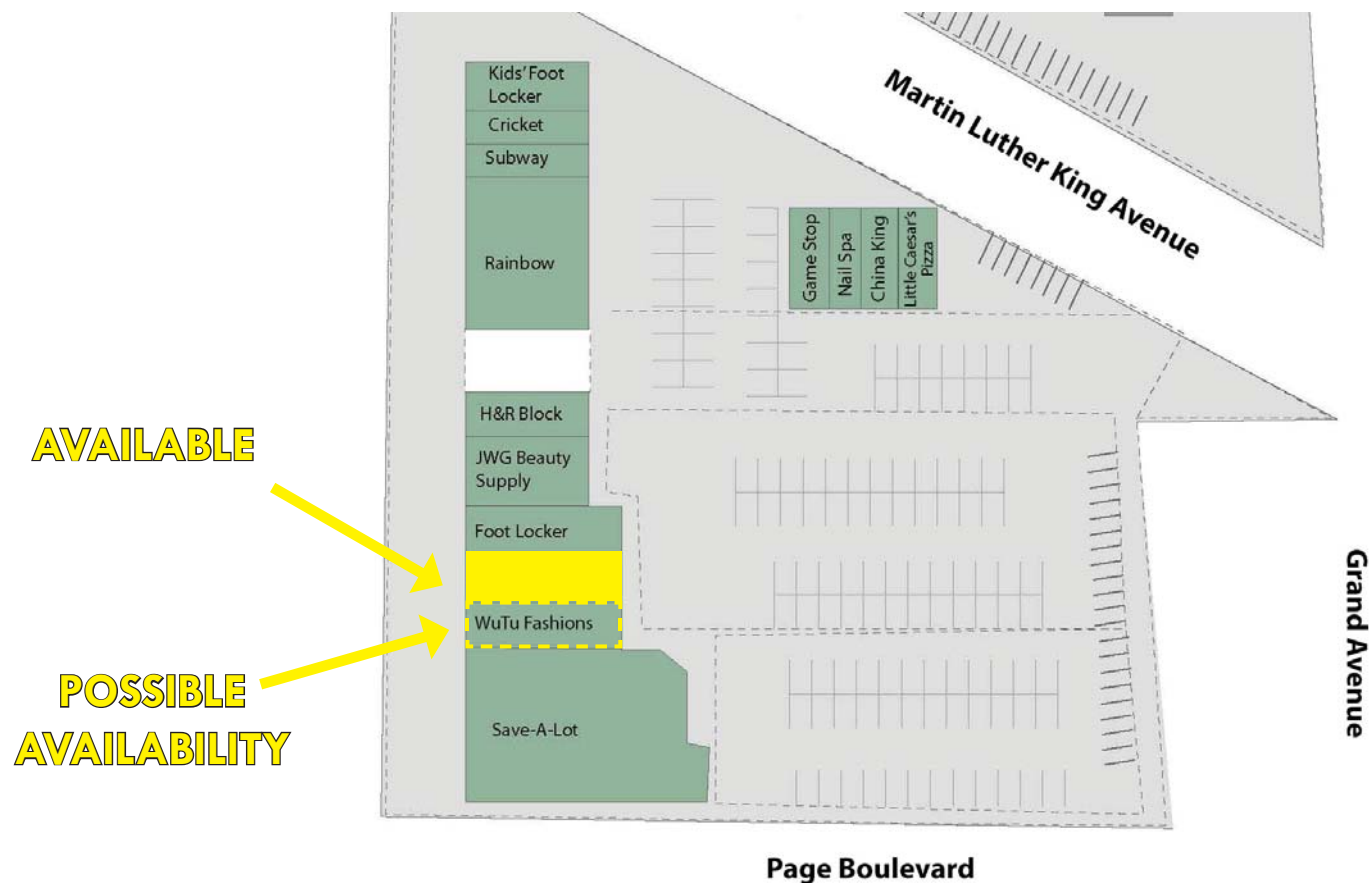 Kids' Foot
Locker
Cricket
Subway
Rainbow
Martin Luther King Avenue
Game Stop
Nail Spa
China King
Little Caesar's
Pizza
H&R Block
JWG Beauty
Supply
AVAILABLE
Foot Locker
WuTu Fashions
POSSIBLE
AVAILABILITY
Save-A-Lot
Grand Avenue
Page Boulevard